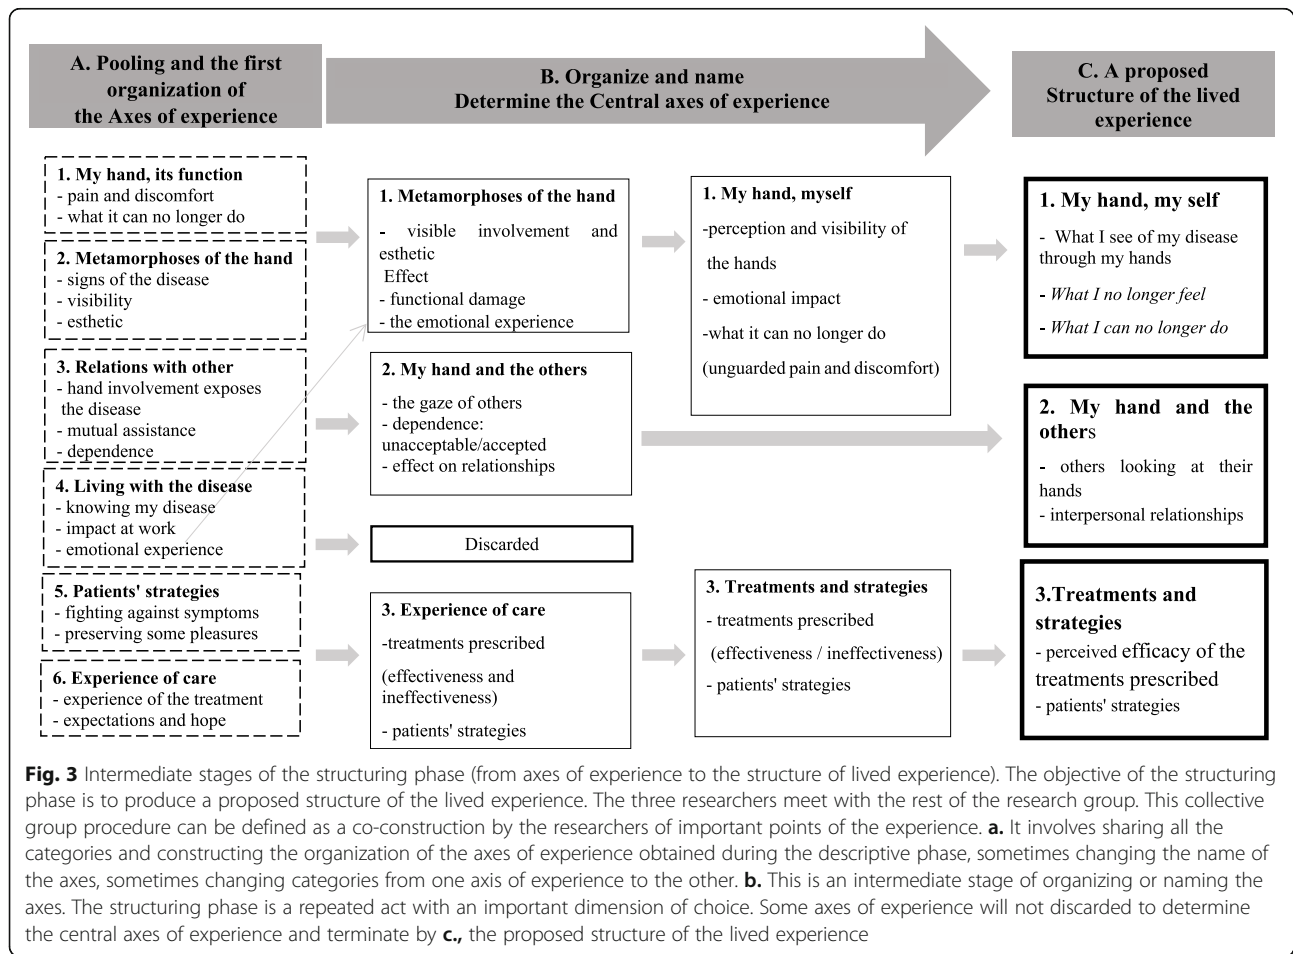 A. Pooling and the first
organization of
the Axes of experience
B. Organize and name
Determine the Central axes of experience
C. A proposed
Structure of the lived
experience
1. My hand, its function
- pain and discomfort
- what it can no longer do
2. Metamorphoses of the hand
- signs of the disease
- visibility
- esthetic
3. Relations with other
- hand involvement exposes
the disease
- mutual assistance
- dependence
4. Living with the disease
- knowing my disease
- impact at work
- emotional experience
5. Patients' strategies
- fighting against symptoms
- preserving some pleasures
6. Experience of care
- experience of the treatment
- expectations and hope
1. Metamorphoses of the hand
- visible involvement and
esthetic
Effect
- functional damage
- the emotional experience
2. My hand and the others
- the gaze of others
- dependence:
unacceptable/accepted
- effect on relationships
Discarded
3. Experience of care
-treatments prescribed
(effectiveness and
ineffectiveness)
- patients' strategies
1. My hand, myself
-perception and visibility of
the hands
- emotional impact
-what it can no longer do
(unguarded pain and discomfort)
3. Treatments and strategies
- treatments prescribed
(effectiveness / ineffectiveness)
- patients' strategies
1. My hand, my self
- What I see of my disease
through my hands
- What I no longer feel
- What I can no longer do
2. My hand and the
others
- others looking at their
hands
- interpersonal relationships
3.Treatments and
strategies
- perceived efficacy of the
treatments prescribed
- patients' strategies
Fig. 3 Intermediate stages of the structuring phase (from axes of experience to the structure of lived experience). The objective of the structuring
phase is to produce a proposed structure of the lived experience. The three researchers meet with the rest of the research group. This collective
group procedure can be defined as a co-construction by the researchers of important points of the experience. a. It involves sharing all the
categories and constructing the organization of the axes of experience obtained during the descriptive phase, sometimes changing the name of
the axes, sometimes changing categories from one axis of experience to the other. b. This is an intermediate stage of organizing or naming the
axes. The structuring phase is a repeated act with an important dimension of choice. Some axes of experience will not discarded to determine
the central axes of experience and terminate by c., the proposed structure of the lived experience